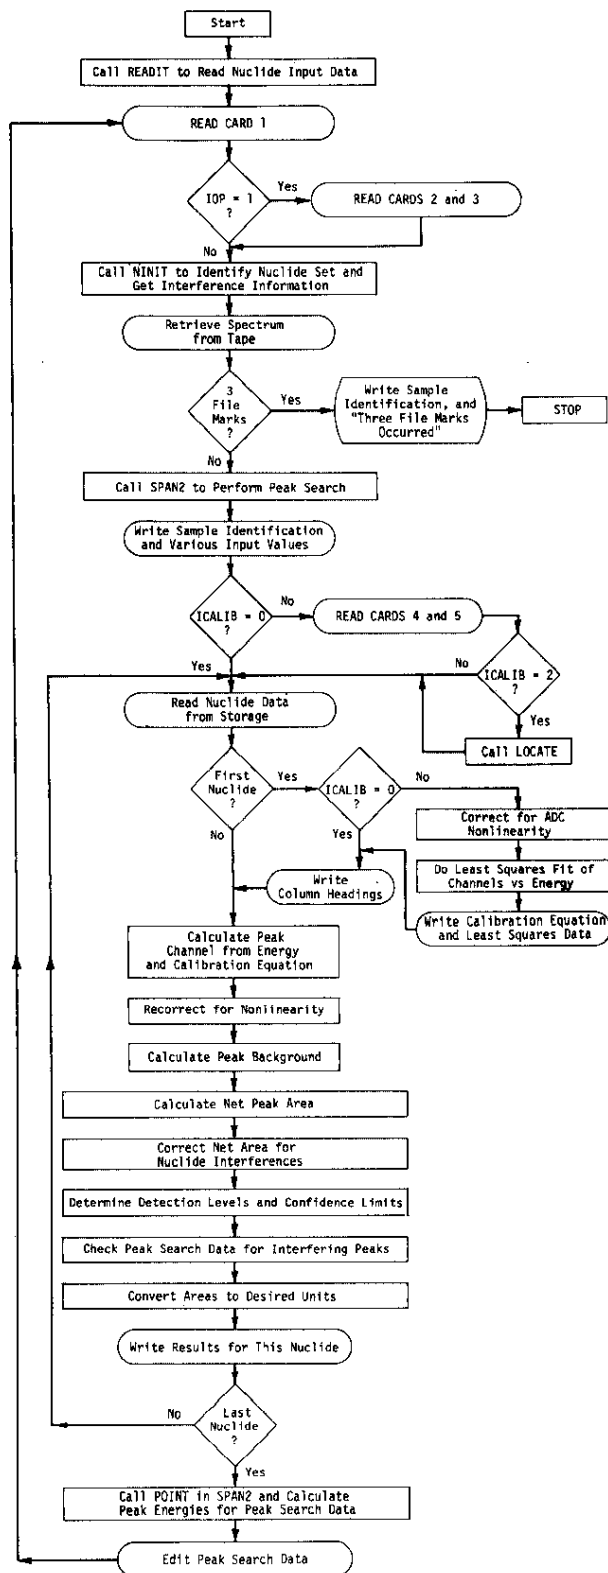 Start
Call READIT to Read Nuclide Input Data
READ CARD 1
IOP = 1
?
Yes
READ CARDS 2 and 3
No
Call NINIT to Identify Nuclide Set and
Get Interference Information
Retrieve Spectrum
from Tape
3
File
Marks
?
Yes
Write Sample
Identification, and
"Three File Marks
Occurred"
STOP
No
Call SPAN2 to Perform Peak Search
Write Sample Identification
and Various Input Values
ICALIB = 0
?
No
READ CARDS 4 and 5
Yes
No
ICALIB = 2
?
Yes
Call LOCATE
Read Nuclide Data
from Storage
First
Nuclide
?
Yes
ICALIB = 0
?
No
Correct for ADC
Nonlinearity
No
Yes
Do Least Squares Fit of
Channels vs Energy
Write
Column Headings
Write Calibration Equation
and Least Squares Data
Calculate Peak
Channel from Energy
and Calibration Equation
Recorrect for Nonlinearity
Calculate Peak Background
Calculate Net Peak Area
Correct Net Area for
Nuclide Interferences
Determine Detection Levels and Confidence Limits
Check Peak Search Data for Interfering Peaks
Convert Areas to Desired Units
Write Results for This Nuclide
No
Last
Nuclide
?
Yes
Call POINT in SPAN2 and Calculate
Peak Energies for Peak Search Data
Edit Peak Search Data